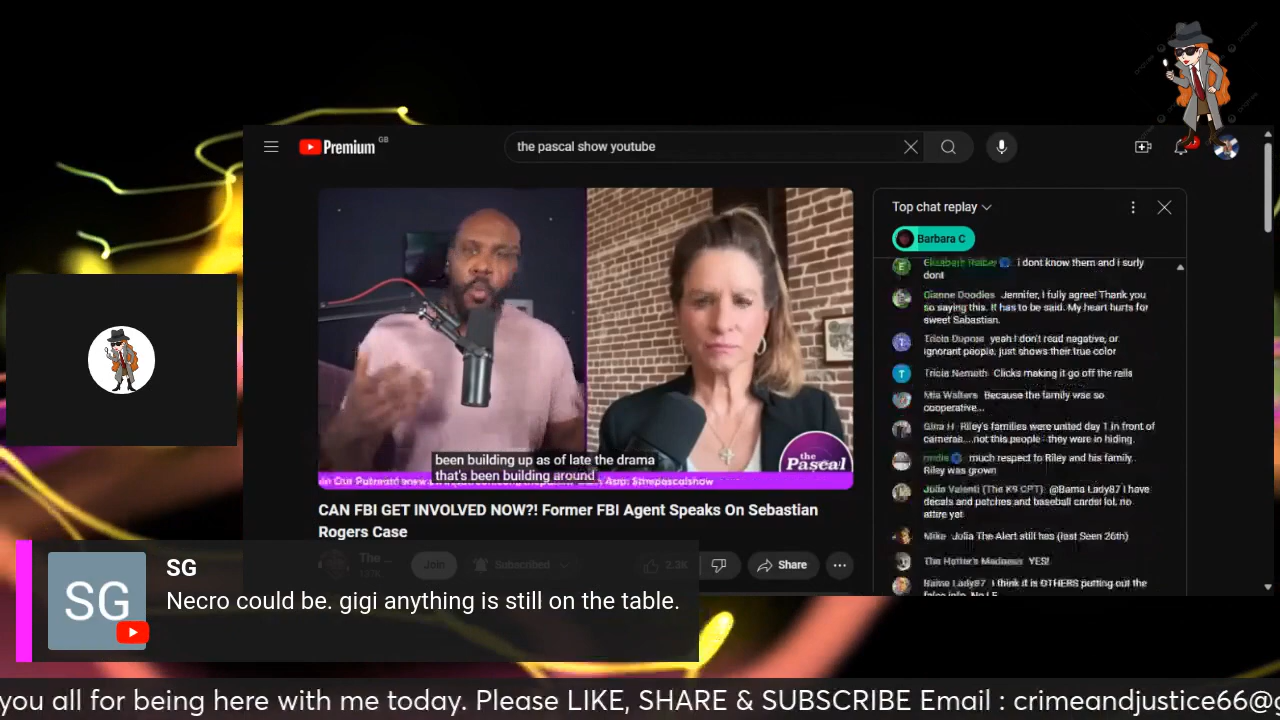 Premium GB
the pascal show youtube
Top chat replay
Barbara C
i dont know them and i surly
dont
Dianne Doodles Jennifer, I fully agree! Thank you
so saying this. It has to be said. My heart hurts for
sweet Sabastian.
yeah I don't read negative, or
ignorant people, just shows their true color
Tricia Nemeth Clicks making it go off the rails
Mia Walters Because the family was so
cooperative...
Gina H Riley's families were united day 1 in front of
cameras....not this people they were in hiding.
much respect to Riley and his family.
Riley was grown
Julia Valenti (The K9 CPT) @Bama Lady87 I have
decals and patches and baseball cards! lol, no
attire yet
Mike Julia The Alert still has (last Seen 26th)
YES!
Bama Lady87 I think it is OTHERS putting out the
been building up as of late the drama
that's been building around
the
Pascal
CAN FBI GET INVOLVED NOW?! Former FBI Agent Speaks On Sebastian
Rogers Case
The ...
Join
Subscribed
2.3K
Share
SG
SG
Necro could be. gigi anything is still on the table.
you all for being here with me today. Please LIKE, SHARE & SUBSCRIBE Email : crimeandjustice66@g